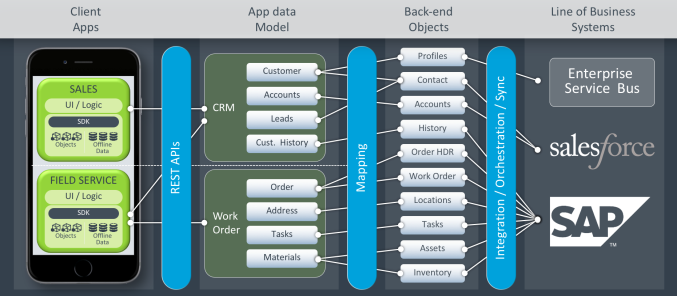 Client
Apps
App data
Model
Back-end
Objects
Line of Business
Systems
SALES
UI / Logic
SDK
Objects
Offline
Data
FIELD SERVICE
UI / Logic
SDK
Objects
Offline
Data
REST APIs
CRM
Customer
Accounts
Leads
Cust. History
Work
Order
Order
Address
Tasks
Materials
Mapping
Profiles
Contact
Accounts
History
Order HDR
Work Order
Locations
Tasks
Assets
Inventory
Integration / Orchestration / Sync
Enterprise
Service Bus
salesforce
SAP
TM